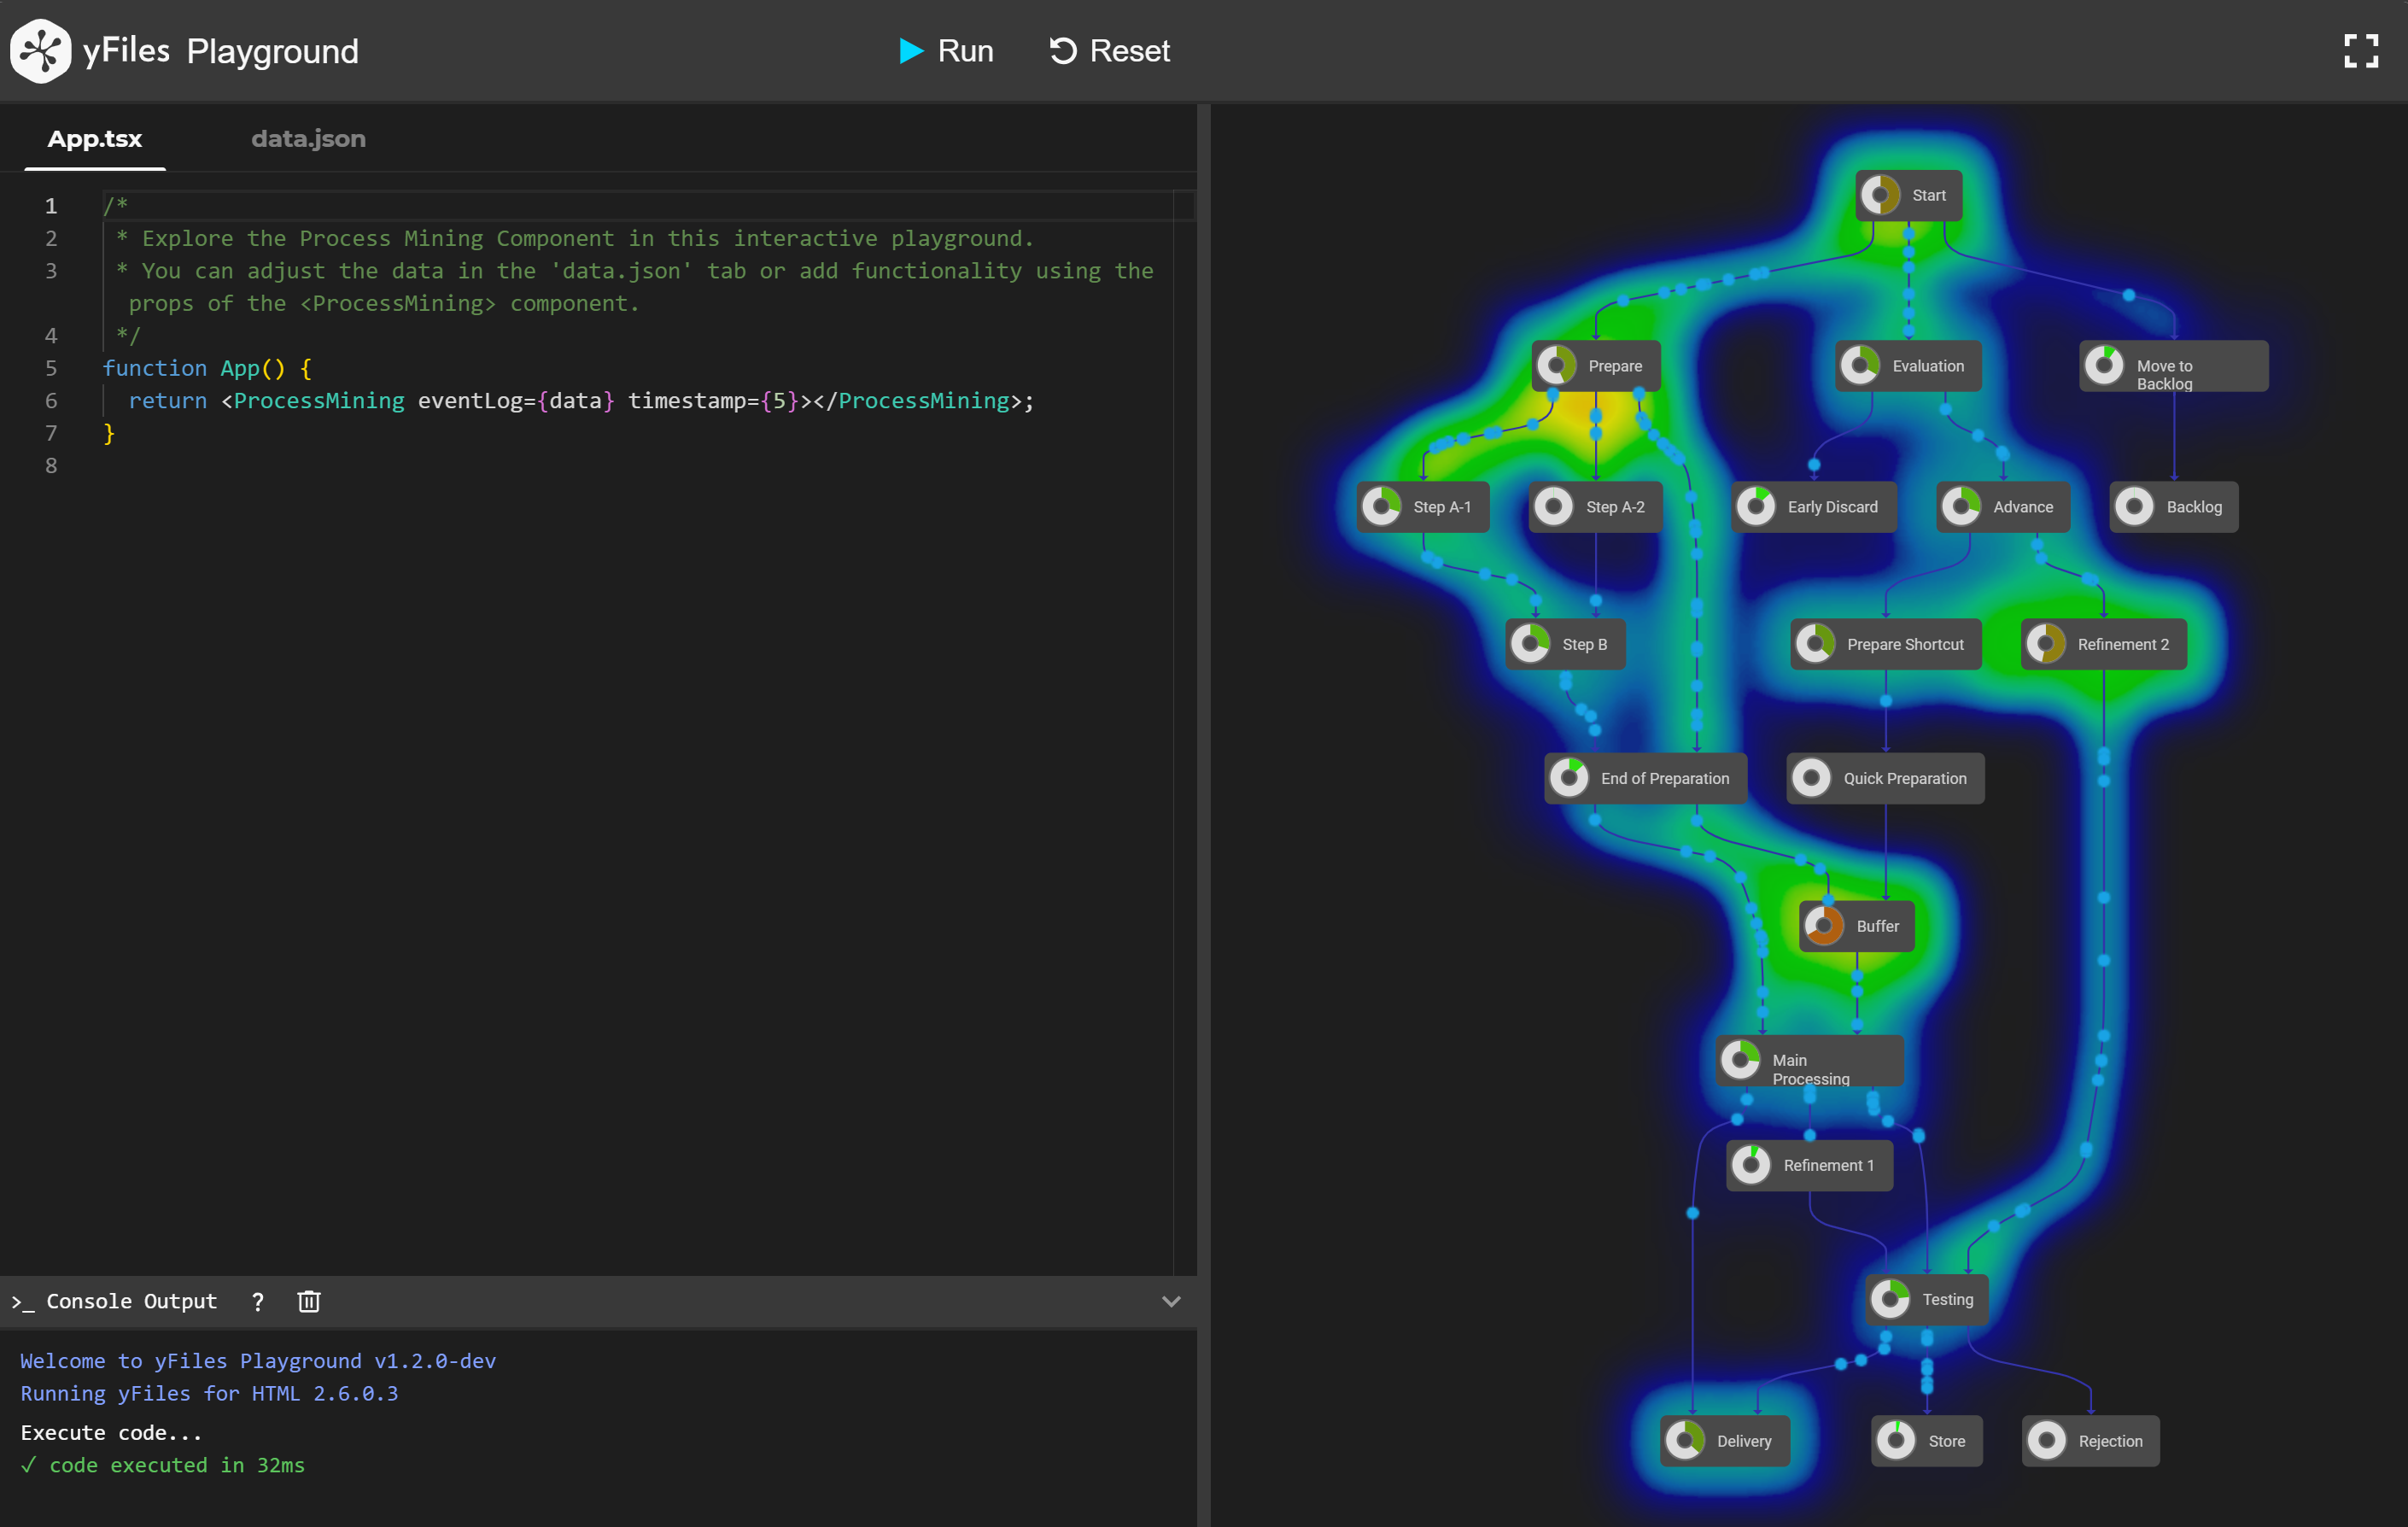 yFiles Playground
Run
Reset
App.tsx
data.json
1 /*
2  * Explore the Process Mining Component in this interactive playground.
3  * You can adjust the data in the 'data.json' tab or add functionality using the
props of the <ProcessMining> component.
4  */
5 function App() {
6   return <ProcessMining eventLog={data} timestamp={5}></ProcessMining>;
7 }
8
>_ Console Output ?
Welcome to yFiles Playground v1.2.0-dev
Running yFiles for HTML 2.6.0.3
Execute code...
✓ code executed in 32ms
Start
Prepare
Evaluation
Move to
Backlog
Step A-1
Step A-2
Early Discard
Advance
Backlog
Step B
Prepare Shortcut
Refinement 2
End of Preparation
Quick Preparation
Buffer
Main
Processing
Refinement 1
Testing
Delivery
Store
Rejection